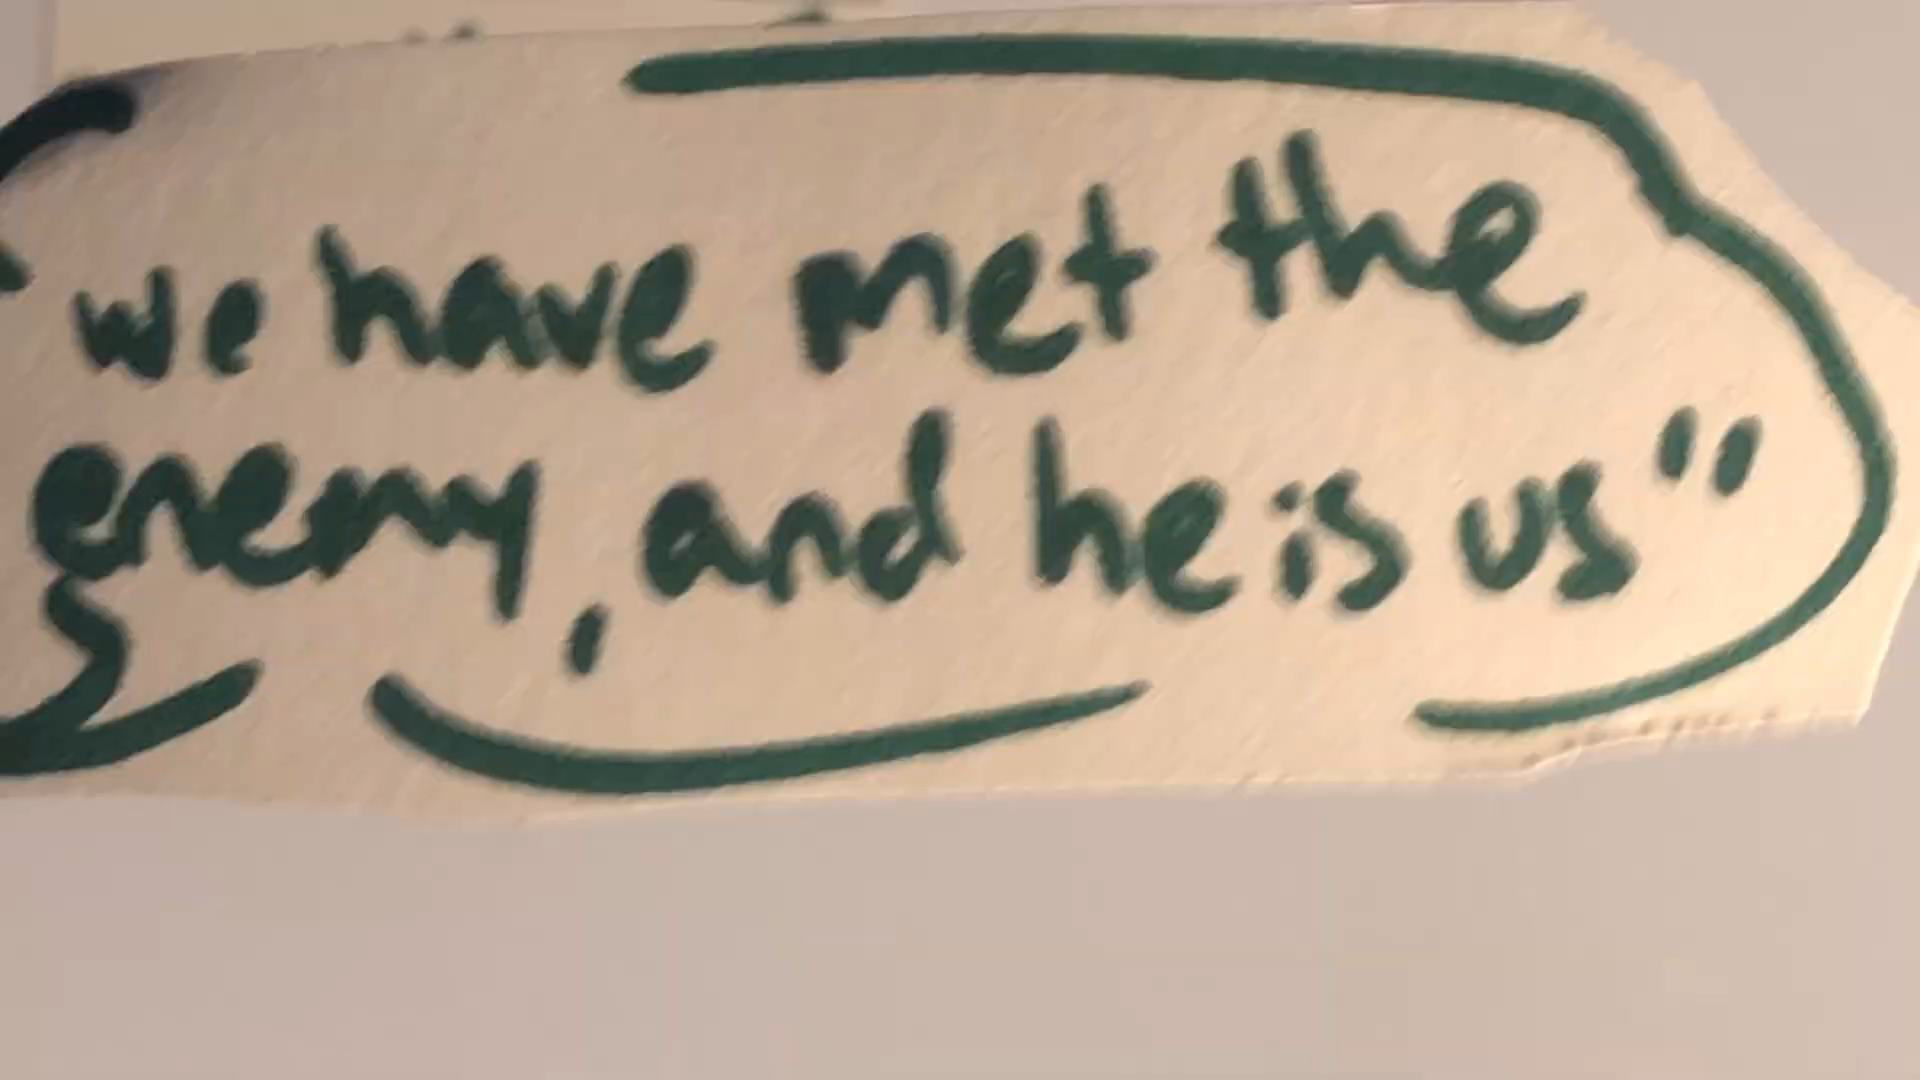 we have met the
enemy, and he is us"